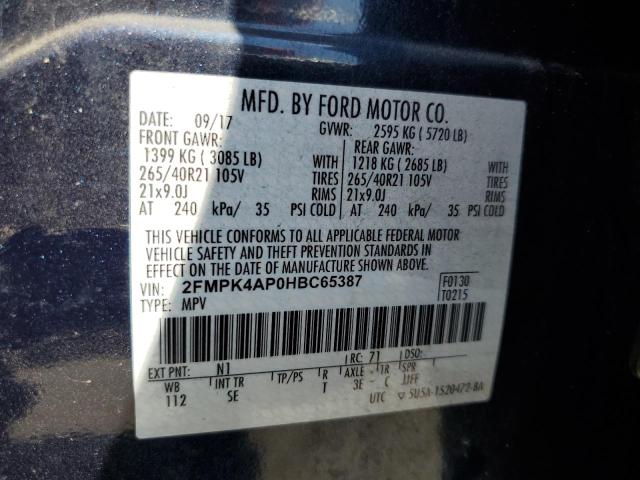 MFD. BY FORD MOTOR CO.
DATE: 09/17 GVWR: 2595 KG ( 5720 LB)
FRONT GAWR: REAR GAWR:
1399 KG ( 3085 LB) WITH 1218 KG ( 2685 LB) WITH
265/40R21 105V TIRES 265/40R21 105V TIRES
21x9.0J RIMS 21x9.0J RIMS
AT 240 kPa/ 35 PSI COLD AT 240 kPa/ 35 PSI COLD
THIS VEHICLE CONFORMS TO ALL APPLICABLE FEDERAL MOTOR
VEHICLE SAFETY AND THEFT PREVENTION STANDARDS IN
EFFECT ON THE DATE OF MANUFACTURE SHOWN ABOVE.
VIN: 2FMPK4AP0HBC65387 F0130
TYPE: MPV T0215
EXT PNT: N1 RC: 71 DSO:
WB INT TR TP/PS R AXLE TR SPR
112 SE T 3E C JJFF
UTC